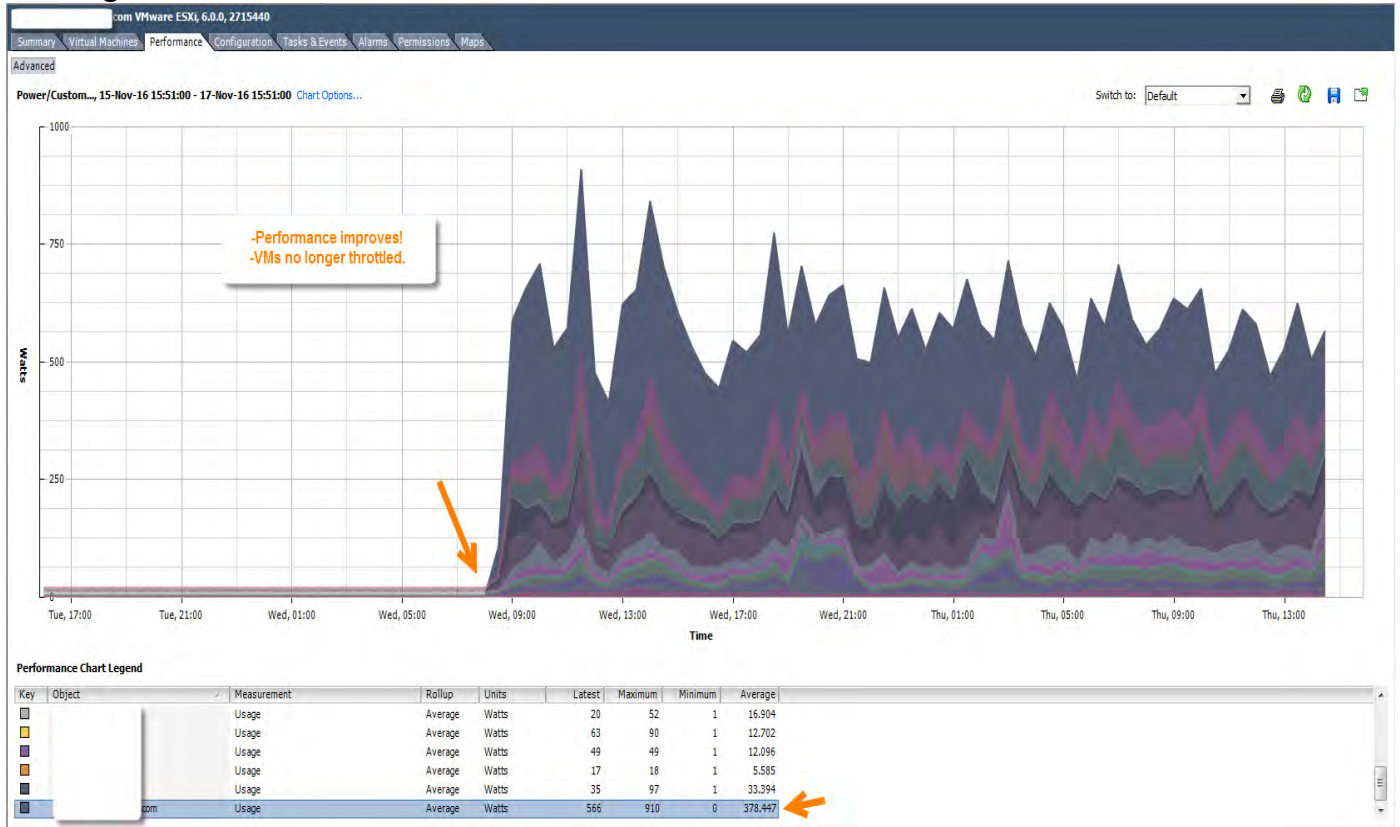 com VMware ESXi, 6.0.0, 2715440
Summary Virtual Machines Performance Configuration Tasks & Events Alarms Permissions Maps
Advanced
Power/Custom..., 15-Nov-16 15:51:00 - 17-Nov-16 15:51:00 Chart Options... Switch to: Default
1000
-Performance improves!
-VMs no longer throttled.
750
500
Watts
250
0
Tue, 17:00 Tue, 21:00 Wed, 01:00 Wed, 05:00 Wed, 09:00 Wed, 13:00 Wed, 17:00 Wed, 21:00 Thu, 01:00 Thu, 05:00 Thu, 09:00 Thu, 13:00
Time
Performance Chart Legend
Key Object Measurement Rollup Units Latest Maximum Minimum Average
Usage Average Watts 20 52 1 16.904
Usage Average Watts 63 90 1 12.702
Usage Average Watts 49 49 1 12.096
Usage Average Watts 17 18 1 5.585
Usage Average Watts 35 97 1 33.394
com Usage Average Watts 566 910 0 378.447